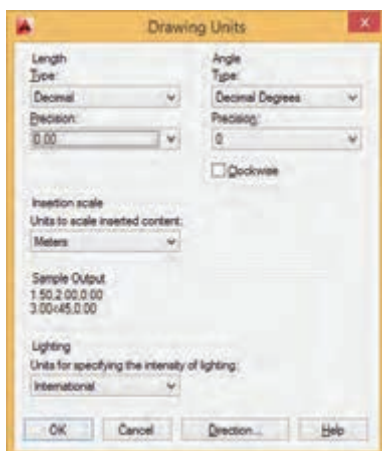 Drawing Units
Length
Type:
Decimal
Precision:
0.00
Angle
Type:
Decimal Degrees
Precision:
0
Clockwise
Insertion scale
Units to scale inserted content:
Meters
Sample Output
1.50,2.00,0.00
3.00<45,0.00
Lighting
Units for specifying the intensity of lighting:
International
OK Cancel Direction... Help